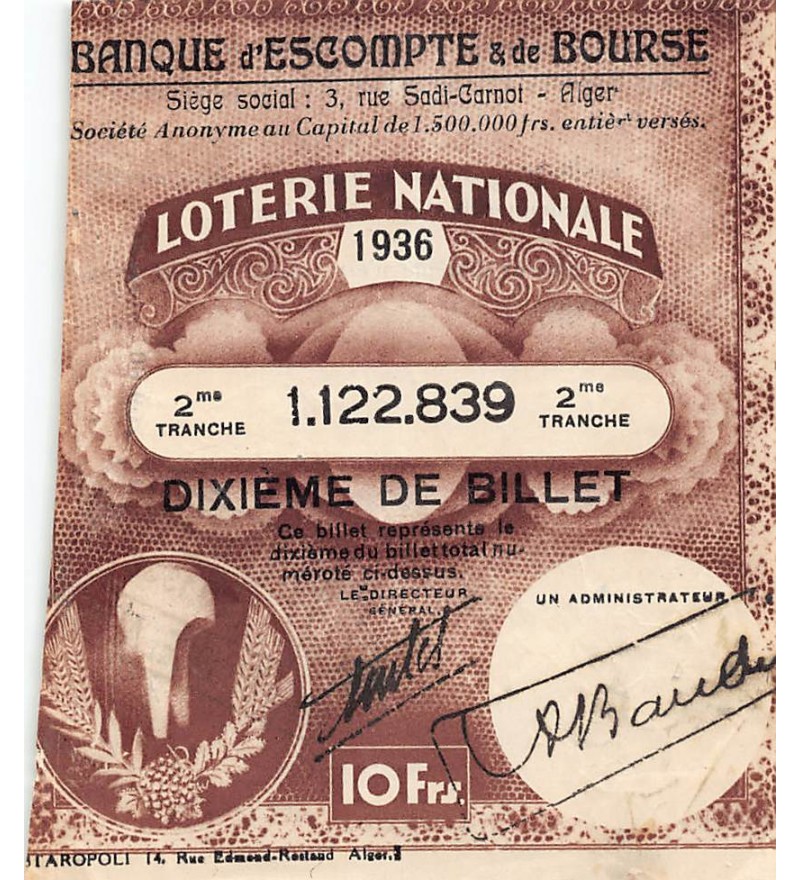 BANQUE d'ESCOMPTE & de BOURSE
Siège social : 3, rue Sadi-Carnot - Alger
Société Anonyme au Capital de 1.500.000 frs. entièrt versés.
LOTERIE NATIONALE
1936
2me TRANCHE 1.122.839 2me TRANCHE
DIXIÈME DE BILLET
Ce billet représente le
dixième du billet total nu-
méroté ci-dessus.
LE DIRECTEUR
GÉNÉRAL
UN ADMINISTRATEUR
10 Frs.
STAROPOLI 14, Rue Edmond-Rostand Alger.